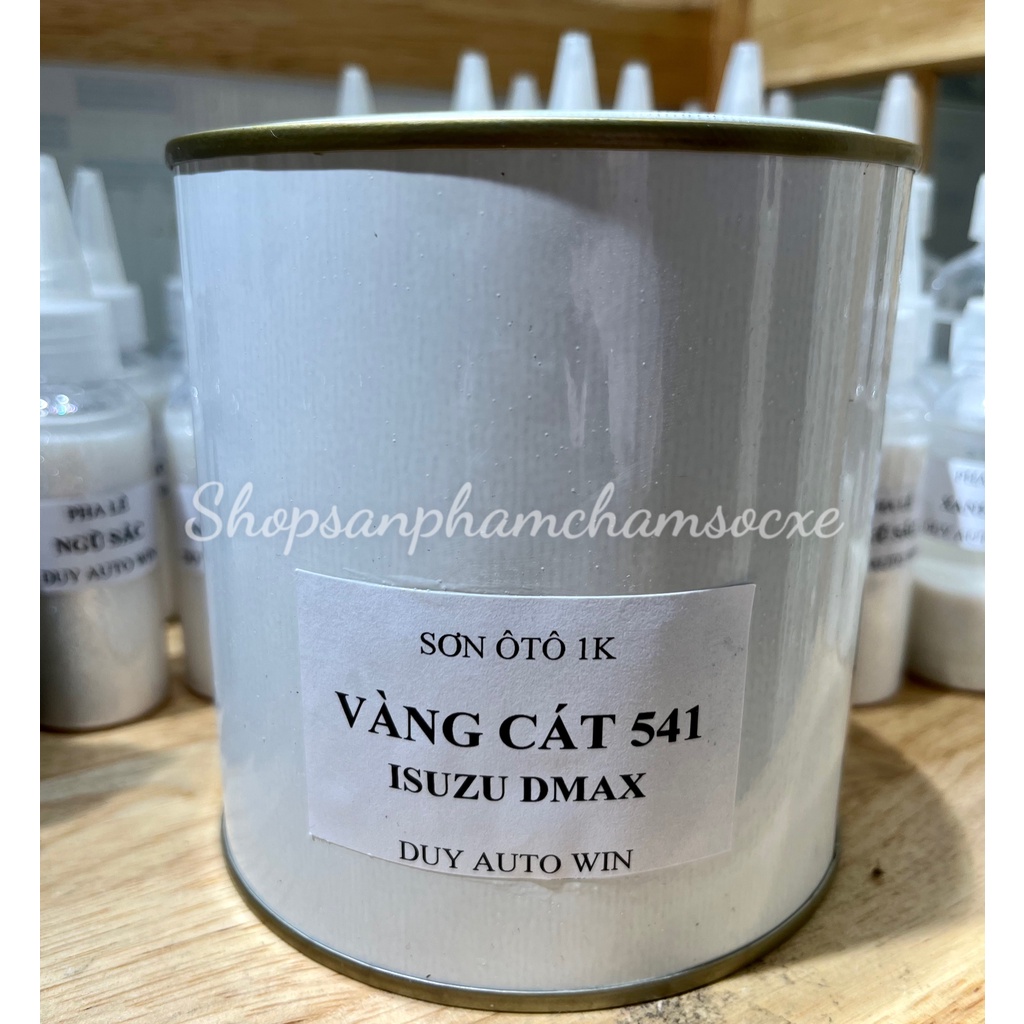 Shopsanphamchamsocxe
SƠN ÔTÔ 1K
VÀNG CÁT 541
ISUZU DMAX
DUY AUTO WIN
PHA LÊ
NGŨ SẮC
DUY AUTO WIN